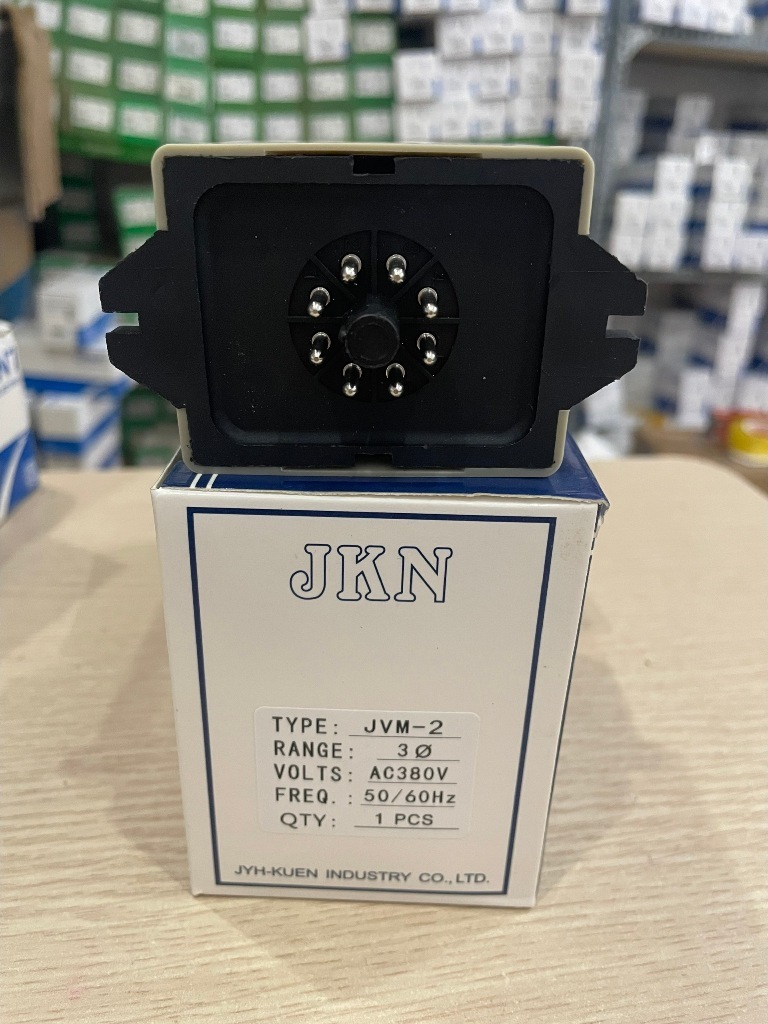 JKN
TYPE: JVM-2
RANGE: 3Ø
VOLTS: AC380V
FREQ. : 50/60Hz
QTY: 1 PCS
JYH-KUEN INDUSTRY CO.,LTD.